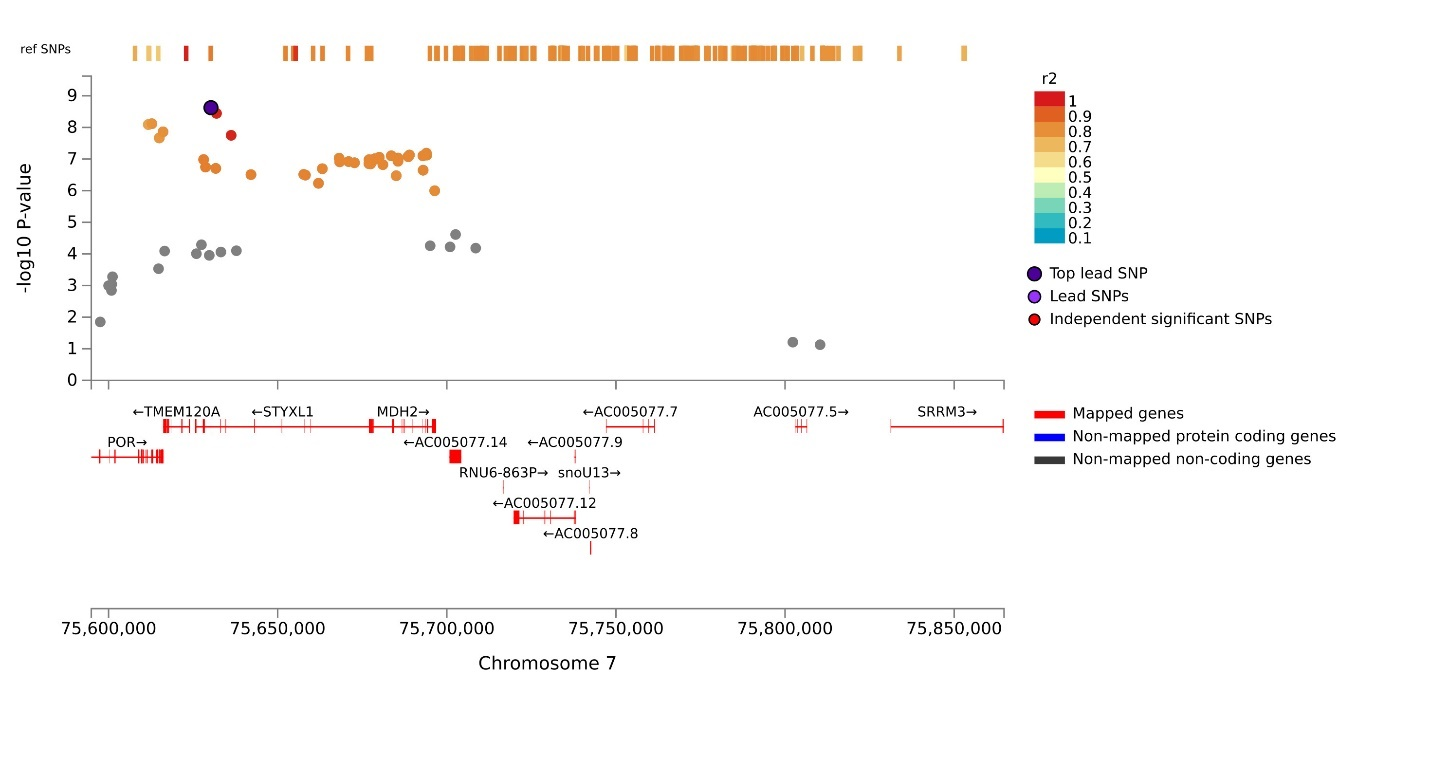 ref SNPs
r2
1
0.9
0.8
0.7
0.6
0.5
0.4
0.3
0.2
0.1
Top lead SNP
Lead SNPs
Independent significant SNPs
-log10 P-value
9
8
7
6
5
4
3
2
1
0
←TMEM120A ←STYXL1 MDH2→ ←AC005077.7 AC005077.5→ SRRM3→
POR→ ←AC005077.14 ←AC005077.9
RNU6-863P→ snoU13→
←AC005077.12
←AC005077.8
Mapped genes
Non-mapped protein coding genes
Non-mapped non-coding genes
75,600,000 75,650,000 75,700,000 75,750,000 75,800,000 75,850,000
Chromosome 7